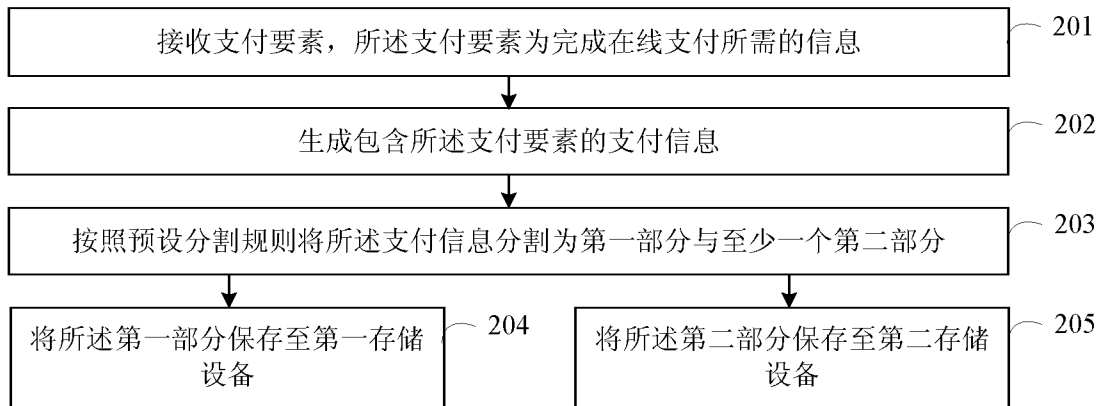 接收支付要素，所述支付要素为完成在线支付所需的信息
201
生成包含所述支付要素的支付信息
202
按照预设分割规则将所述支付信息分割为第一部分与至少一个第二部分
203
将所述第一部分保存至第一存储
设备
204
将所述第二部分保存至第二存储
设备
205